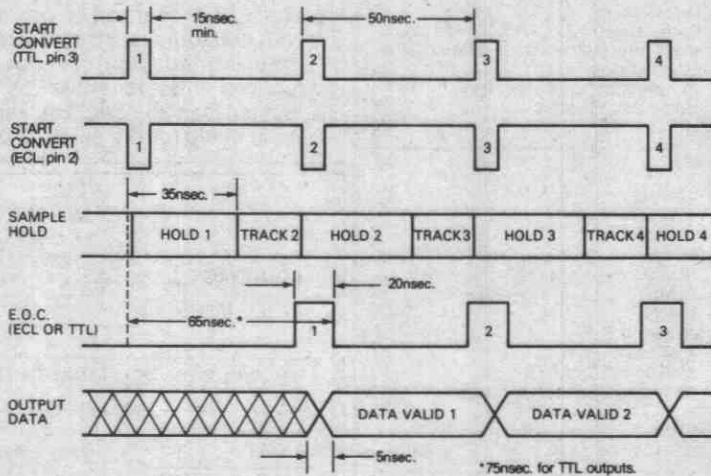 START
CONVERT
(TTL, pin 3)
15nsec.
min.
50nsec.
1
2
3
4
START
CONVERT
(ECL, pin 2)
1
2
3
4
35nsec.
SAMPLE
HOLD
HOLD 1
TRACK 2
HOLD 2
TRACK3
HOLD 3
TRACK 4
HOLD 4
20nsec.
E.O.C.
(ECL OR TTL)
65nsec.*
1
2
3
OUTPUT
DATA
DATA VALID 1
DATA VALID 2
5nsec.
*75nsec. for TTL outputs.